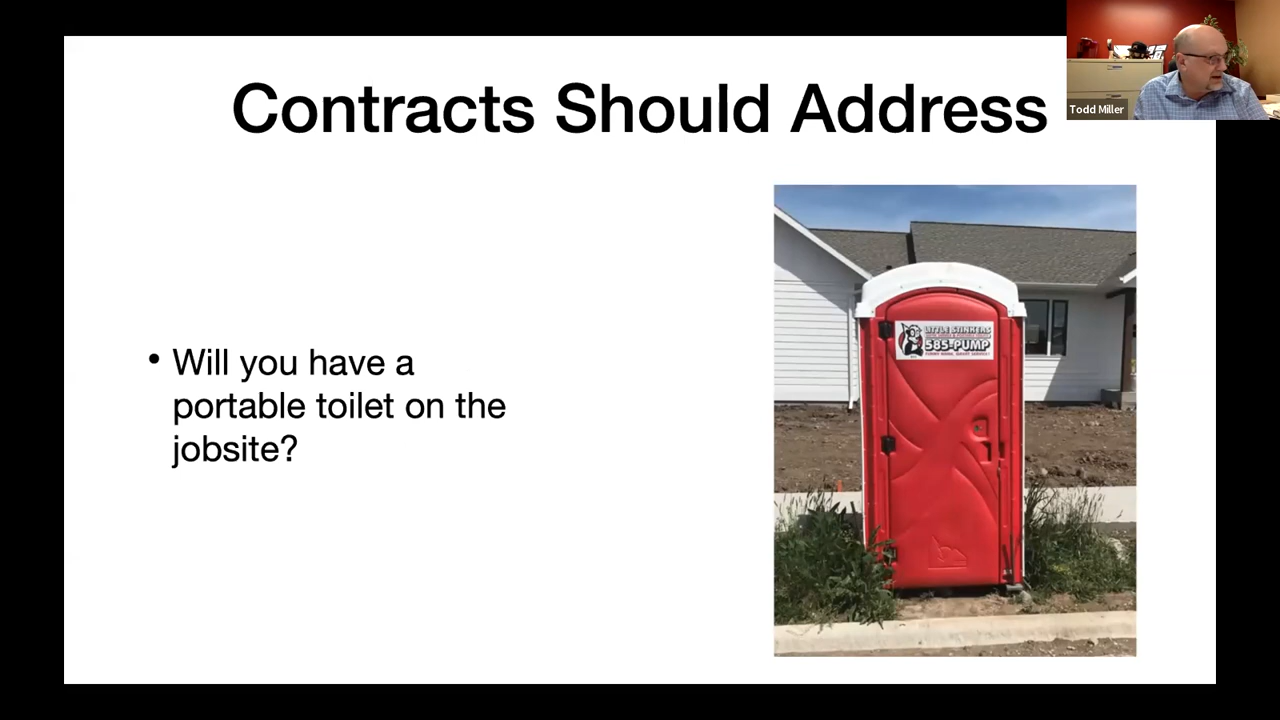 Contracts Should Address
Todd Miller
• Will you have a
portable toilet on the
jobsite?
LITTLE STINKERS
585-PUMP